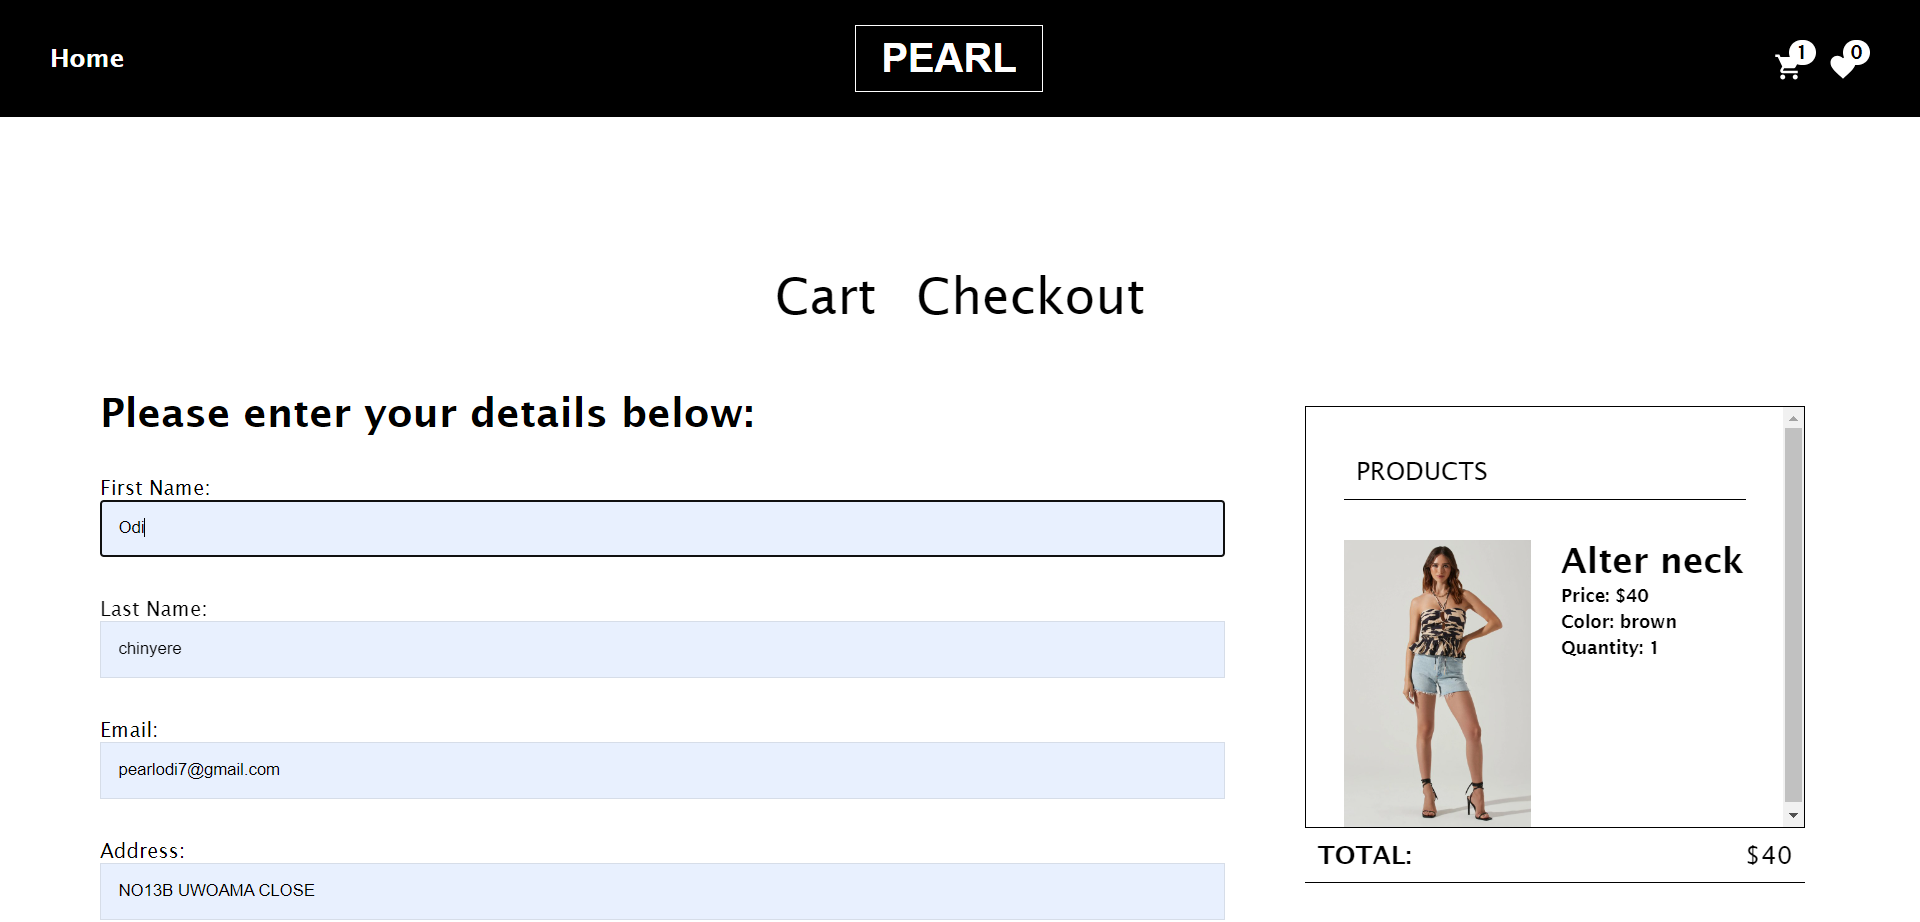 Home
PEARL
1
0
Cart Checkout
Please enter your details below:
First Name:
Odi
Last Name:
chinyere
Email:
pearlodi7@gmail.com
Address:
NO13B UWOAMA CLOSE
PRODUCTS
Alter neck
Price: $40
Color: brown
Quantity: 1
TOTAL: $40